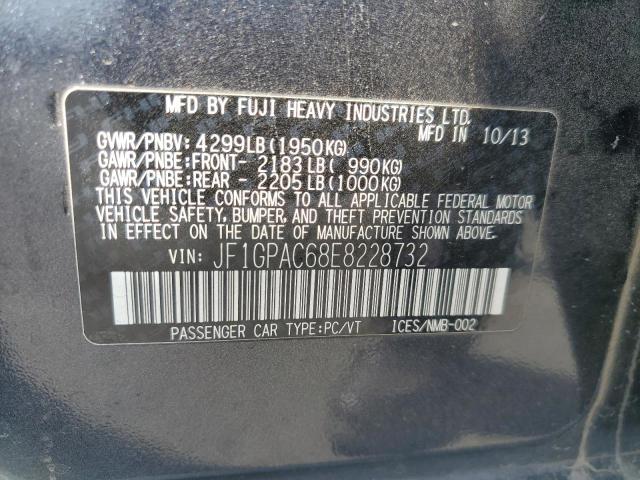 MFD BY FUJI HEAVY INDUSTRIES LTD.
MFD IN 10/13
GVWR/PNBV: 4299LB(1950KG)
GAWR/PNBE:FRONT- 2183LB( 990KG)
GAWR/PNBE:REAR - 2205LB(1000KG)
THIS VEHICLE CONFORMS TO ALL APPLICABLE FEDERAL MOTOR
VEHICLE SAFETY, BUMPER, AND THEFT PREVENTION STANDARDS
IN EFFECT ON THE DATE OF MANUFACTURE SHOWN ABOVE.
VIN: JF1GPAC68E8228732
PASSENGER CAR TYPE:PC/VT ICES/NMB-002